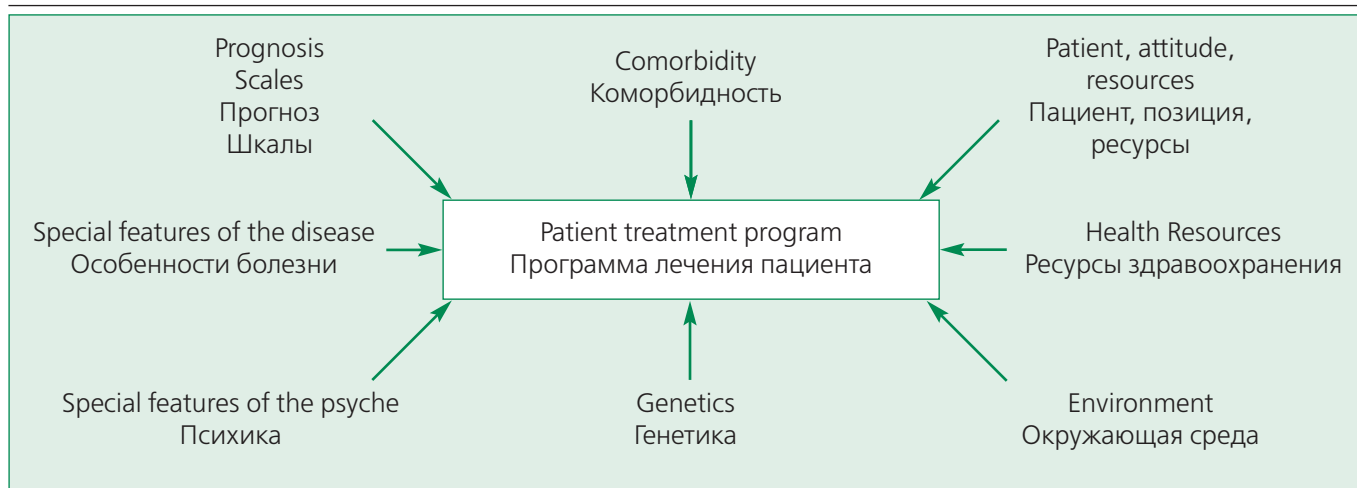 Prognosis
Scales
Прогноз
Шкалы
Comorbidity
Коморбидность
Patient, attitude,
resources
Пациент, позиция,
ресурсы
Special features of the disease
Особенности болезни
Patient treatment program
Программа лечения пациента
Health Resources
Ресурсы здравоохранения
Special features of the psyche
Психика
Genetics
Генетика
Environment
Окружающая среда